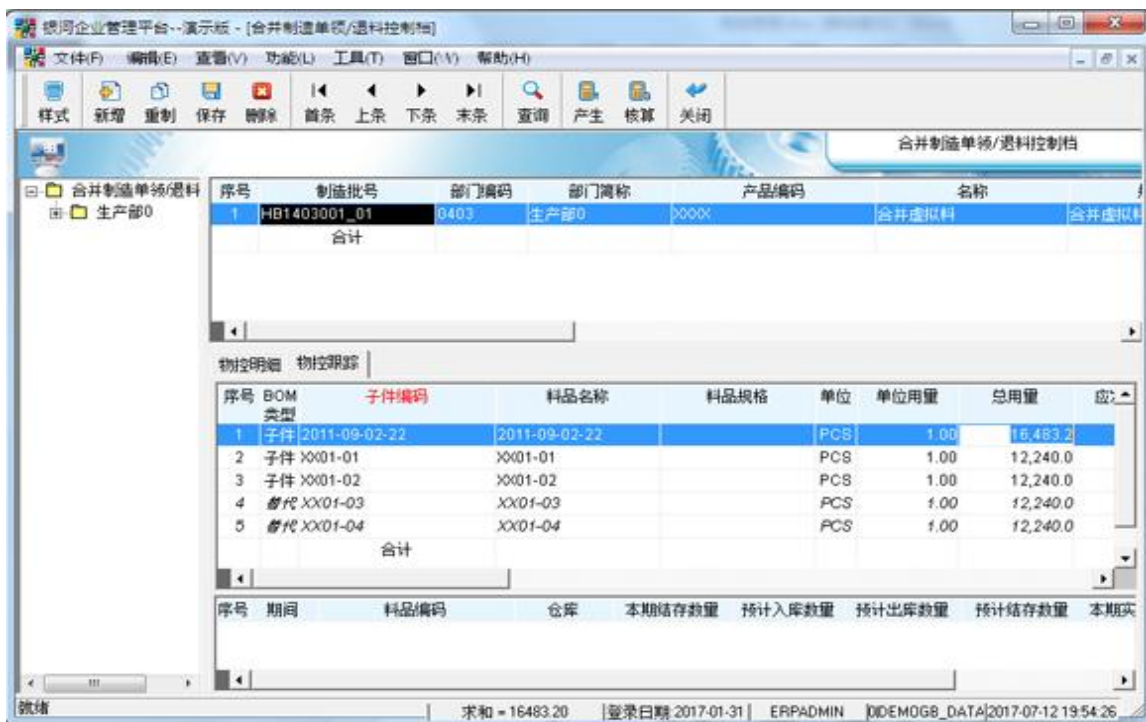 银河企业管理平台--演示版 - [合并制造单领/退料控制档]
文件(F) 编辑(E) 查看(V) 功能(L) 工具(T) 窗口(W) 帮助(H)
样式 新增 重制 保存 删除 首条 上条 下条 末条 查询 产生 核算 关闭
合并制造单领/退料控制档
合并制造单领/退料
生产部0
序号 制造批号 部门编码 部门简称 产品编码 名称
1 HB1403001_01 0403 生产部0 XXXX 合并虚拟料 合并虚拟料
合计
物控明细 物控跟踪
序号 BOM类型 子件编码 料品名称 料品规格 单位 单位用量 总用量 应
1 子件 2011-09-02-22 2011-09-02-22 PCS 1.00 16,483.2
2 子件 XX01-01 XX01-01 PCS 1.00 12,240.0
3 子件 XX01-02 XX01-02 PCS 1.00 12,240.0
4 替代 XX01-03 XX01-03 PCS 1.00 12,240.0
5 替代 XX01-04 XX01-04 PCS 1.00 12,240.0
合计
序号 期间 料品编码 仓库 本期结存数量 预计入库数量 预计出库数量 预计结存数量 本期实
就绪 求和 = 16483.20 登录日期:2017-01-31 ERPADMIN 0IDEMOGB_DATA 2017-07-12 19:54:26